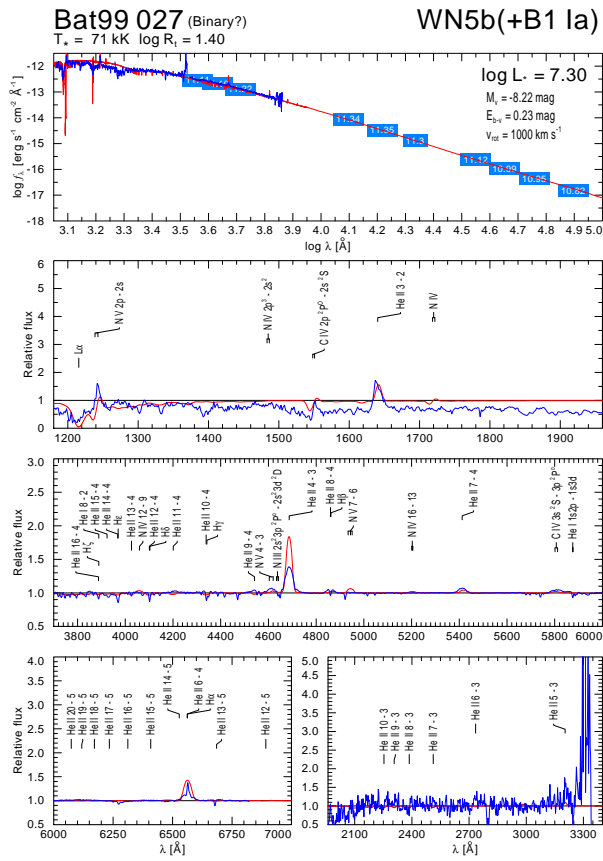 Bat99 027 (Binary?) WN5b(+B1 Ia)
T* = 71 kK log Rt = 1.40
-12
-13
-14
-15
-16
-17
-18
log fλ [erg s-1 cm-2 Å-1]
log L* = 7.30
Mv = -8.22 mag
Eb-v = 0.23 mag
vrot = 1000 km s-1
11.34
11.35
11.3
11.12
10.99
10.95
10.82
3.1 3.2 3.3 3.4 3.5 3.6 3.7 3.8 3.9 4.0 4.1 4.2 4.3 4.4 4.5 4.6 4.7 4.8 4.9 5.0
log λ [Å]
6
5
4
3
2
1
0
Relative flux
Lα
N V 2p - 2s
N IV 2p3 - 2s2
C IV 2p 2P0 - 2s 2S
He II 3 - 2
N IV
1200 1300 1400 1500 1600 1700 1800 1900
3.0
2.5
2.0
1.5
1.0
0.5
Relative flux
He II 16 - 4
Hζ
He II 8 - 2
He II 15 - 4
He II 14 - 4
Hε
He II 13 - 4
N IV 12 - 9
He II 12 - 4
Hδ
He II 11 - 4
He II 10 - 4
Hγ
He II 9 - 4
N V 4 - 3
N III 2s2 3p 2P0 - 2s2 3d 2D
He II 4 - 3
He II 8 - 4
Hβ
N V 7 - 6
N IV 16 - 13
He II 7 - 4
C IV 3s 2S - 3p 2P0
He I 1s2p - 1s3d
3800 4000 4200 4400 4600 4800 5000 5200 5400 5600 5800 6000
4.0
3.5
3.0
2.5
2.0
1.5
1.0
0.5
Relative flux
He II 20 - 5
He II 19 - 5
He II 18 - 5
He II 17 - 5
He II 16 - 5
He II 15 - 5
He II 14 - 5
He II 6 - 4
Hα
He II 13 - 5
He II 12 - 5
6000 6500 7000
λ [Å]
5.0
4.5
4.0
3.5
3.0
2.5
2.0
1.5
1.0
0.5
He II 10 - 3
He II 9 - 3
He II 8 - 3
He II 7 - 3
He II 6 - 3
He II 5 - 3
2100 2400 2700 3000 3300
λ [Å]